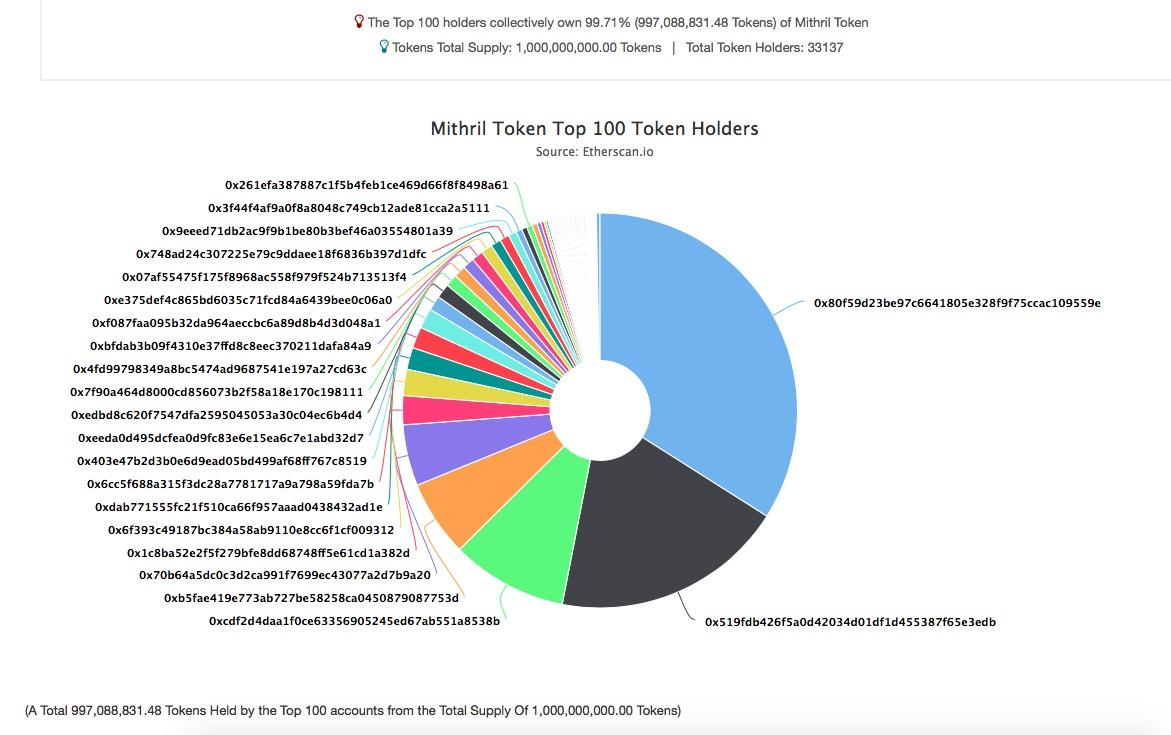 The Top 100 holders collectively own 99.71% (997,088,831.48 Tokens) of Mithril Token
Tokens Total Supply: 1,000,000,000.00 Tokens | Total Token Holders: 33137
Mithril Token Top 100 Token Holders
Source: Etherscan.io
0x261efa387887c1f5b4feb1ce469d66f8f8498a61
0x3f44f4af9a0f8a8048c749cb12ade81cca2a5111
0x9eeed71db2ac9f9b1be80b3bef46a03554801a39
0x748ad24c307225e79c9ddaee18f6836b397d1dfc
0x07af55475f175f8968ac558f979f524b713513f4
0xe375def4c865bd6035c71fcd84a6439bee0c06a0
0x80f59d23be97c6641805e328f9f75ccac109559e
0xf087faa095b32da964aeccbc6a89d8b4d3d048a1
0xbfdab3b09f4310e37ffd8c8eec370211dafa84a9
0x4fd99798349a8bc5474ad9687541e197a27cd63c
0x7f90a464d8000cd856073b2f58a18e170c198111
0xedbd8c620f7547dfa2595045053a30c04ec6b4d4
0xeeda0d495dcfea0d9fc83e6e15ea6c7e1abd32d7
0x403e47b2d3b0e6d9ead05bd499af68ff767c8519
0x6cc5f688a315f3dc28a7781717a9a798a59fda7b
0xdab771555fc21f510ca66f957aaad0438432ad1e
0x6f393c49187bc384a58ab9110e8cc6f1cf009312
0x1c8ba52e2f5f279bfe8dd68748ff5e61cd1a382d
0x70b64a5dc0c3d2ca991f7699ec43077a2d7b9a20
0xb5fae419e773ab727be58258ca0450879087753d
0xcdf2d4daa1f0ce63356905245ed67ab551a8538b
0x519fdb426f5a0d42034d01df1d455387f65e3edb
(A Total 997,088,831.48 Tokens Held by the Top 100 accounts from the Total Supply Of 1,000,000,000.00 Tokens)